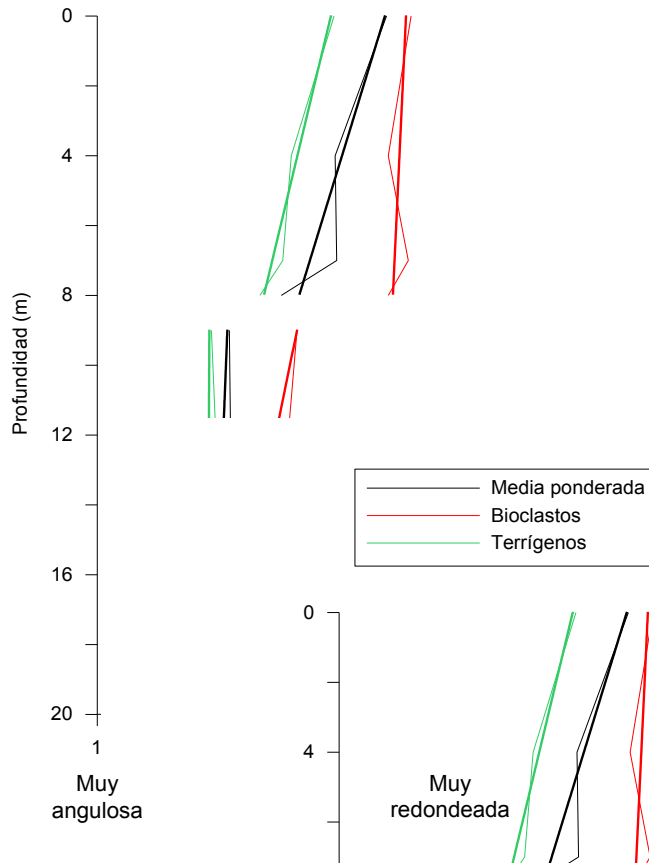 0
4
8
Profundidad (m)
12
Media ponderada
Bioclastos
Terrígenos
16
0
20
1
4
Muy
angulosa
Muy
redondeada